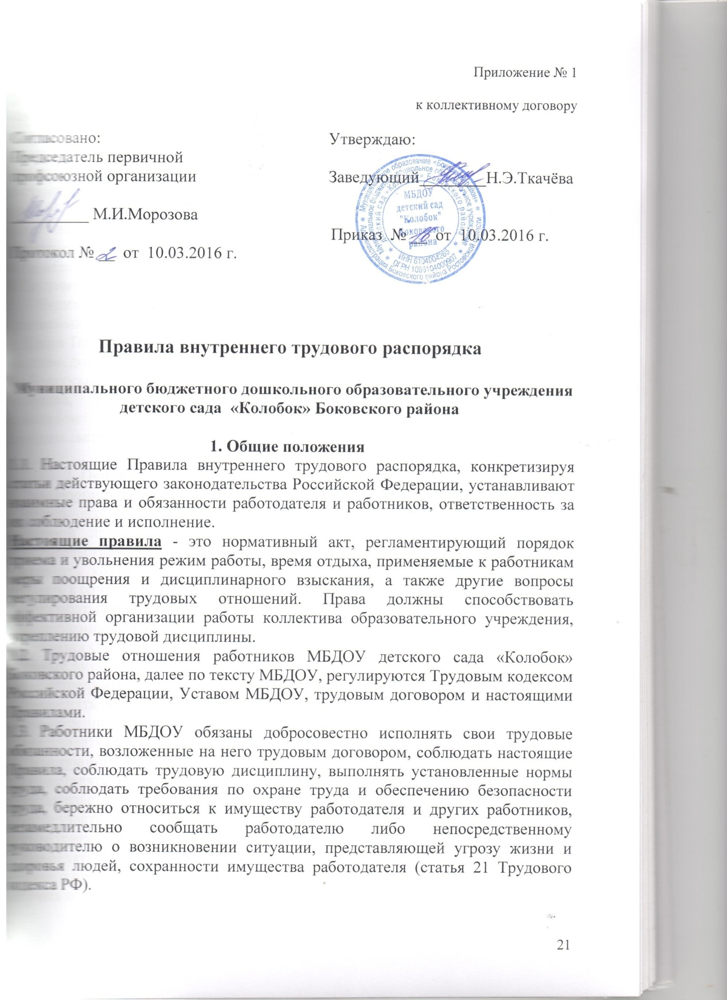 Приложение № 1
к коллективному договору
Согласовано:
Председатель первичной
профсоюзной организации
М.И.Морозова
Протокол № 2 от 10.03.2016 г.
Утверждаю:
Заведующий Н.Э.Ткачёва
Приказ № от 10.03.2016 г.
МБДОУ
детский сад
"Колобок"
Боковского
района
ИНН 6104004265
ОГРН 1066104000907
Администрация Боковского района Ростовской области
Правила внутреннего трудового распорядка
Муниципального бюджетного дошкольного образовательного учреждения
детского сада «Колобок» Боковского района
1. Общие положения
1.1. Настоящие Правила внутреннего трудового распорядка, конкретизируя
статьи действующего законодательства Российской Федерации, устанавливают
взаимные права и обязанности работодателя и работников, ответственность за
их соблюдение и исполнение.
Настоящие правила - это нормативный акт, регламентирующий порядок
приема и увольнения режим работы, время отдыха, применяемые к работникам
меры поощрения и дисциплинарного взыскания, а также другие вопросы
регулирования трудовых отношений. Права должны способствовать
эффективной организации работы коллектива образовательного учреждения,
укреплению трудовой дисциплины.
1.2. Трудовые отношения работников МБДОУ детского сада «Колобок»
Боковского района, далее по тексту МБДОУ, регулируются Трудовым кодексом
Российской Федерации, Уставом МБДОУ, трудовым договором и настоящими
Правилами.
1.3. Работники МБДОУ обязаны добросовестно исполнять свои трудовые
обязанности, возложенные на него трудовым договором, соблюдать настоящие
Правила, соблюдать трудовую дисциплину, выполнять установленные нормы
труда, соблюдать требования по охране труда и обеспечению безопасности
труда, бережно относиться к имуществу работодателя и других работников,
незамедлительно сообщать работодателю либо непосредственному
руководителю о возникновении ситуации, представляющей угрозу жизни и
здоровья людей, сохранности имущества работодателя (статья 21 Трудового
кодекса РФ).
21